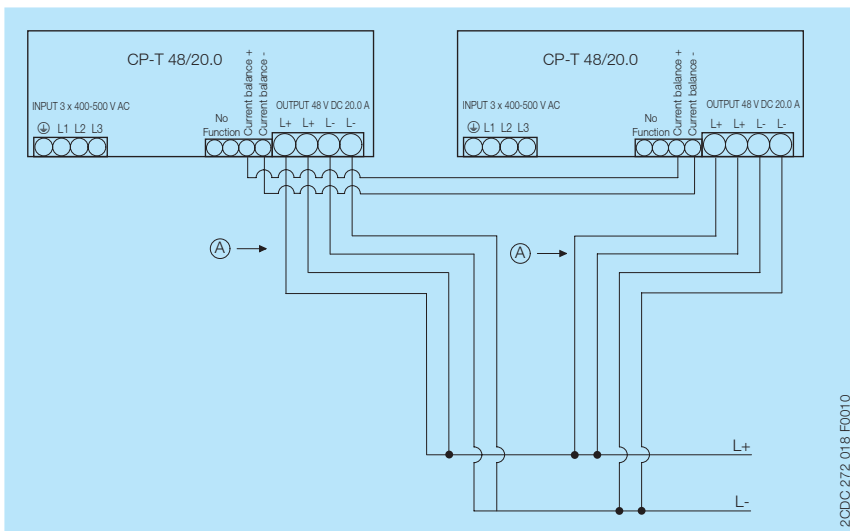 CP-T 48/20.0
Current balance +
Current balance -
INPUT 3 x 400-500 V AC
L1 L2 L3
No
Function
OUTPUT 48 V DC 20.0 A
L+ L+ L- L-
CP-T 48/20.0
Current balance +
Current balance -
INPUT 3 x 400-500 V AC
L1 L2 L3
No
Function
OUTPUT 48 V DC 20.0 A
L+ L+ L- L-
A
A
L+
L-
2CDC 272 018 F0010